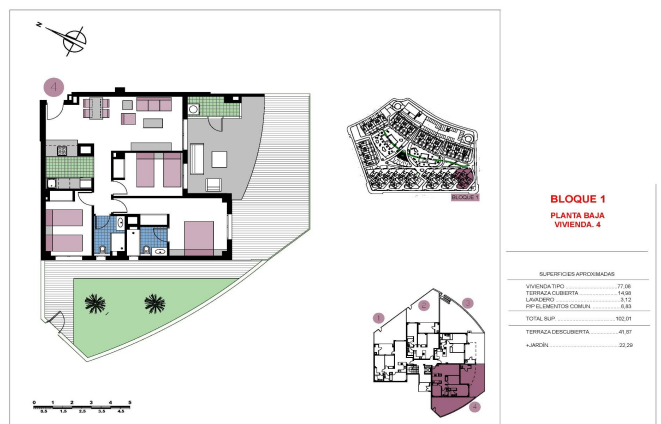 N
4
BLOQUE 1
BLOQUE 1
PLANTA BAJA
VIVIENDA. 4
SUPERFICIES APROXIMADAS
VIVIENDA TIPO 77,06
TERRAZA CUBIERTA 14,98
LAVADERO 3,12
P/P ELEMENTOS COMUN. 6,83
TOTAL SUP. 102,01
TERRAZA DESCUBIERTA 41,87
+JARDÍN 22,29
1
2
3
4
0 1 2 3 4 5
0.5 1.5 2.5 3.5 4.5